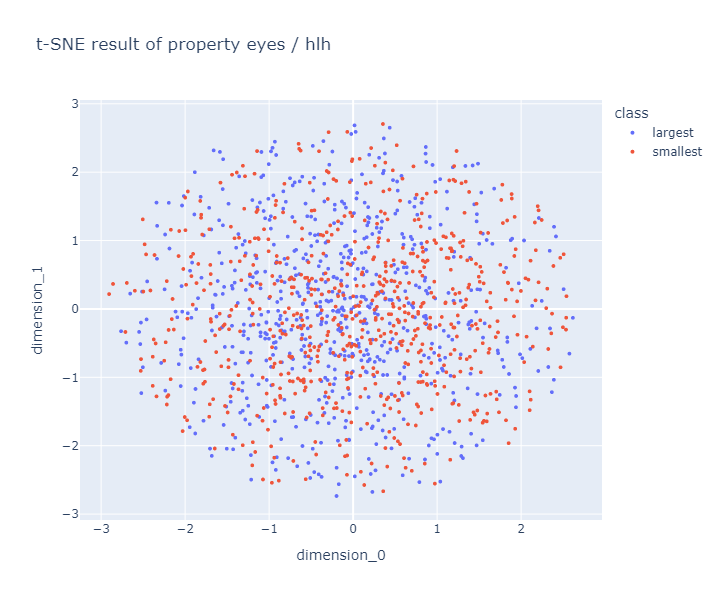 t-SNE result of property eyes / hlh
class
largest
smallest
3
2
1
0
−1
−2
−3
dimension_1
−3
−2
−1
0
1
2
dimension_0